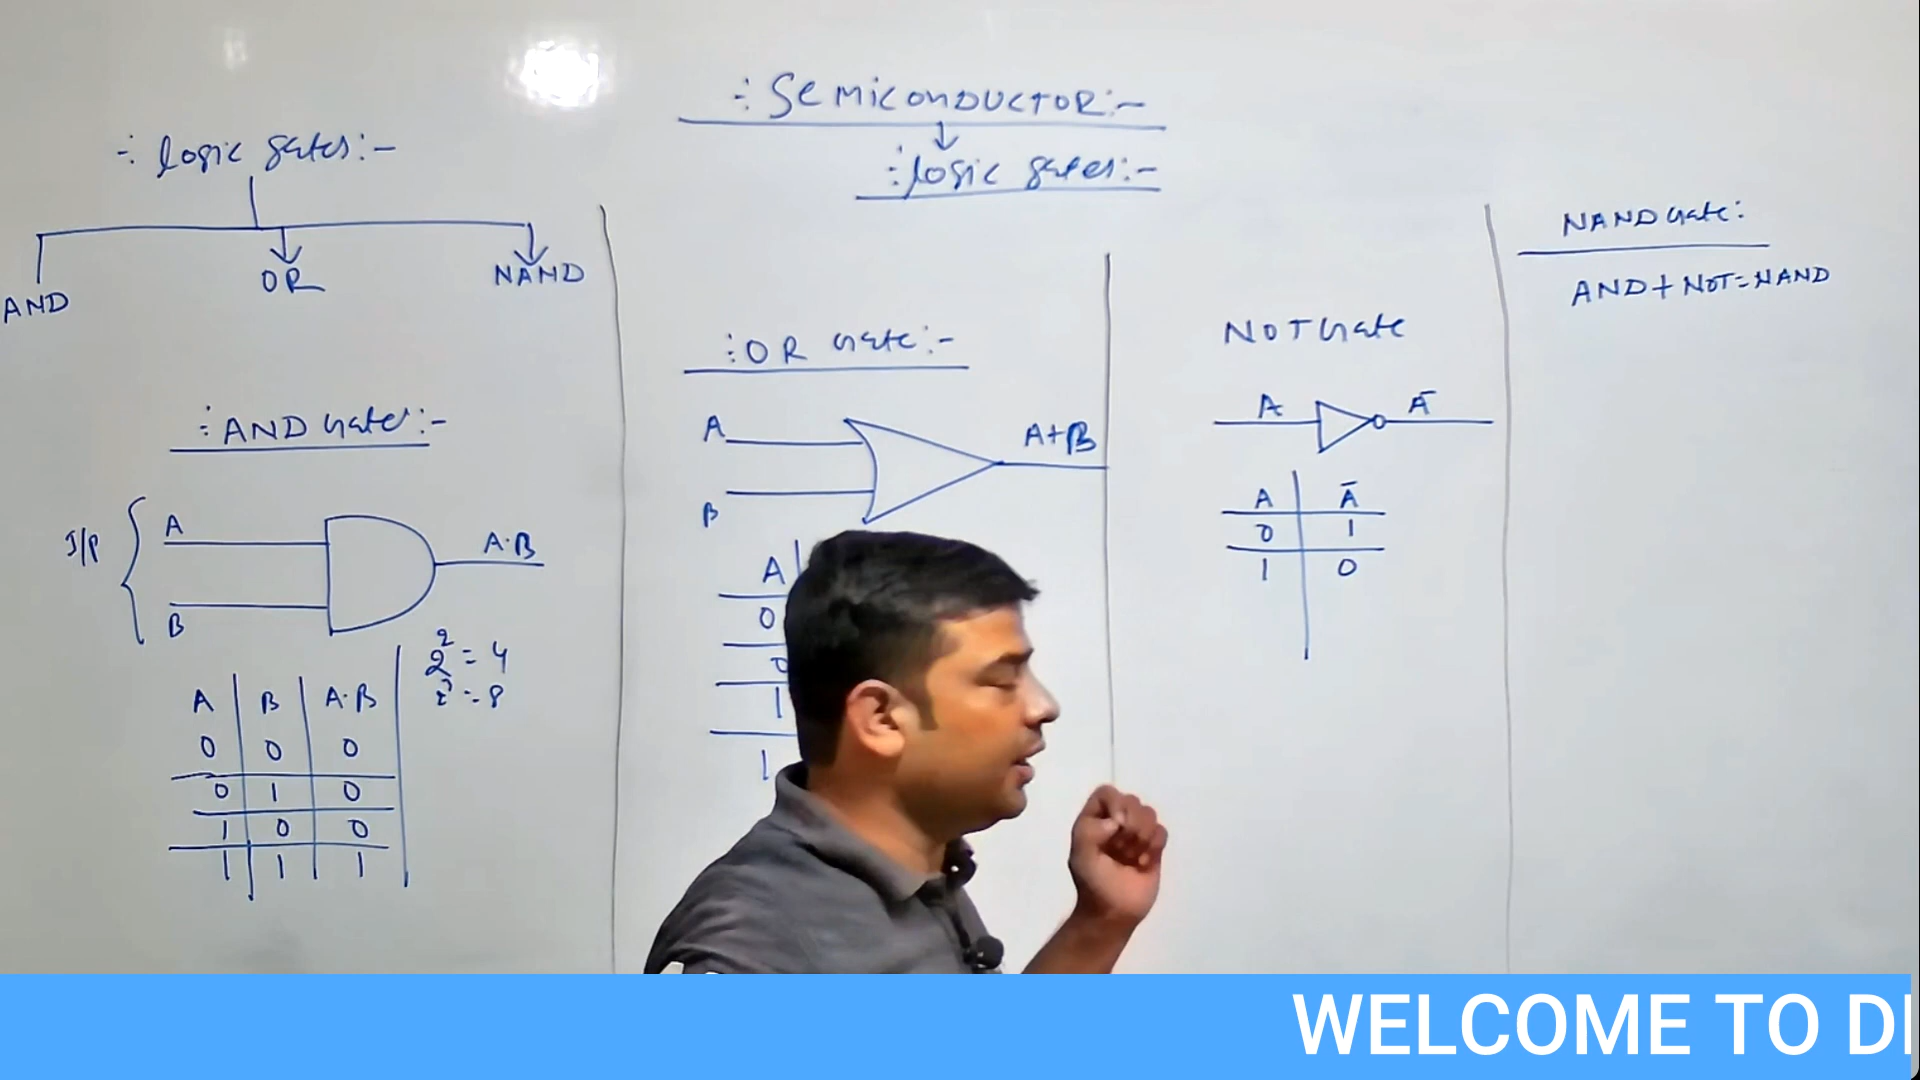 :- SEMICONDUCTOR:-
:logic gates:-
-: logic gates:-
AND
OR
NAND
:AND Gate:-
I/P
A
B
A·B
2² = 4
2³ = 8
A B A·B
0 0 0
0 1 0
1 0 0
1 1 1
:OR Gate:-
A
B
A+B
A
0
0
1
1
NOT Gate
A
Ā
A Ā
0 1
1 0
NAND Gate:
AND + NOT = NAND
WELCOME TO